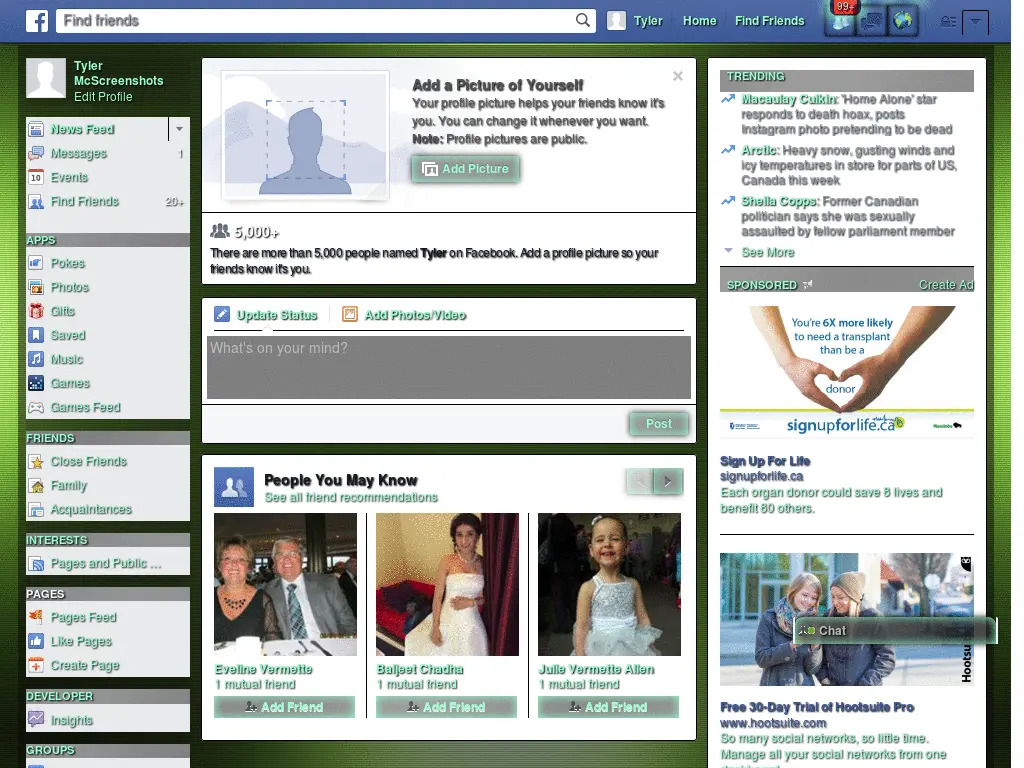 Find friends
Tyler
Home
Find Friends
99+
Tyler
McScreenshots
Edit Profile
News Feed
Messages 1
10 Events
Find Friends 20+
APPS
Pokes
Photos
Gifts
Saved
Music
Games
Games Feed
FRIENDS
Close Friends
Family
Acquaintances
INTERESTS
Pages and Public ...
PAGES
Pages Feed
Like Pages
Create Page
DEVELOPER
Insights
GROUPS
Add a Picture of Yourself
Your profile picture helps your friends know it's
you. You can change it whenever you want.
Note: Profile pictures are public.
Add Picture
5,000+
There are more than 5,000 people named Tyler on Facebook. Add a profile picture so your
friends know it's you.
Update Status
Add Photos/Video
What's on your mind?
Post
People You May Know
See all friend recommendations
Eveline Vermette
1 mutual friend
Add Friend
Baljeet Chadha
1 mutual friend
Add Friend
Julie Vermette Allen
1 mutual friend
Add Friend
TRENDING
Macaulay Culkin: 'Home Alone' star
responds to death hoax, posts
Instagram photo pretending to be dead
Arctic: Heavy snow, gusting winds and
icy temperatures in store for parts of US,
Canada this week
Sheila Copps: Former Canadian
politician says she was sexually
assaulted by fellow parliament member
See More
SPONSORED
Create Ad
You're 6X more likely
to need a transplant
than be a
donor
signupforlife.ca
Manitoba
Sign Up For Life
signupforlife.ca
Each organ donor could save 8 lives and
benefit 60 others.
Chat
Hootsu
Free 30-Day Trial of Hootsuite Pro
www.hootsuite.com
So many social networks, so little time.
Manage all your social networks from one